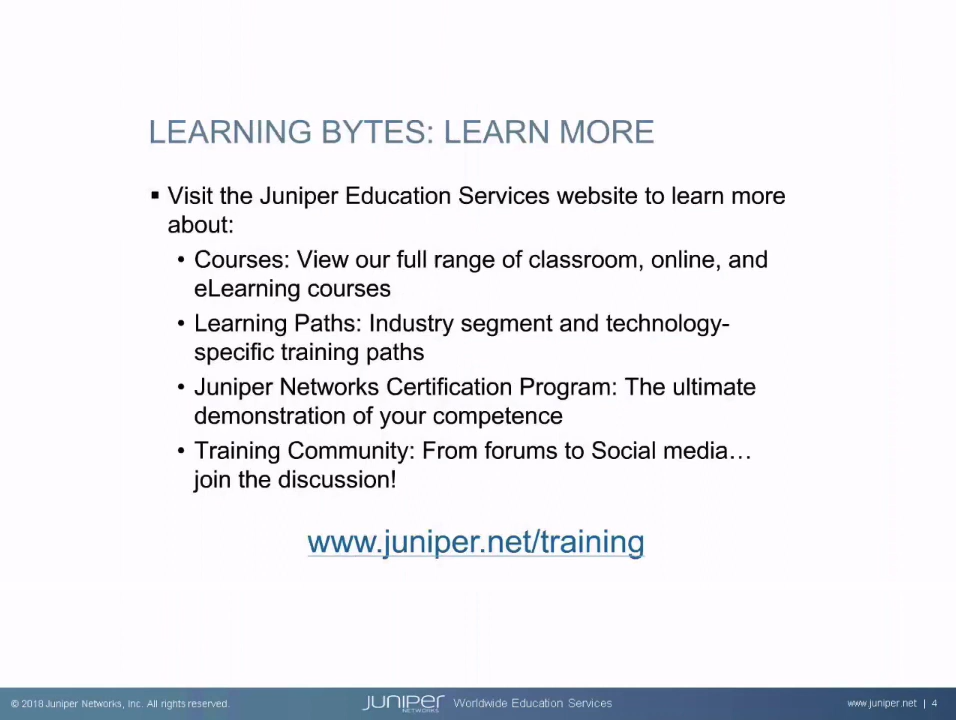 LEARNING BYTES: LEARN MORE
▪ Visit the Juniper Education Services website to learn more
about:
• Courses: View our full range of classroom, online, and
eLearning courses
• Learning Paths: Industry segment and technology-
specific training paths
• Juniper Networks Certification Program: The ultimate
demonstration of your competence
• Training Community: From forums to Social media…
join the discussion!
www.juniper.net/training
© 2018 Juniper Networks, Inc. All rights reserved.
JUNIPER
NETWORKS
Worldwide Education Services
www.juniper.net | 4